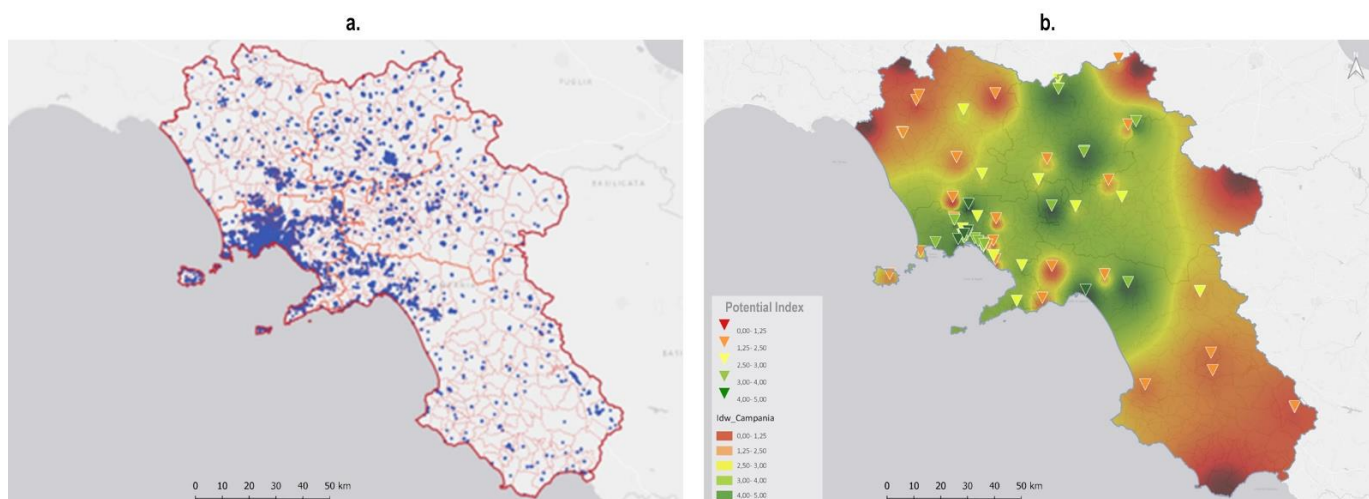 a.
b.
PUGLIA
BASILICATA
0 10 20 30 40 50 km
N
Potential Index
0,00- 1,25
1,25 - 2,50
2,50 - 3,00
3,00 - 4,00
4,00 - 5,00
Idw_Campania
0,00 - 1,25
1,25 - 2,50
2,50 - 3,00
3,00 - 4,00
4,00 - 5,00
0 10 20 30 40 50 km